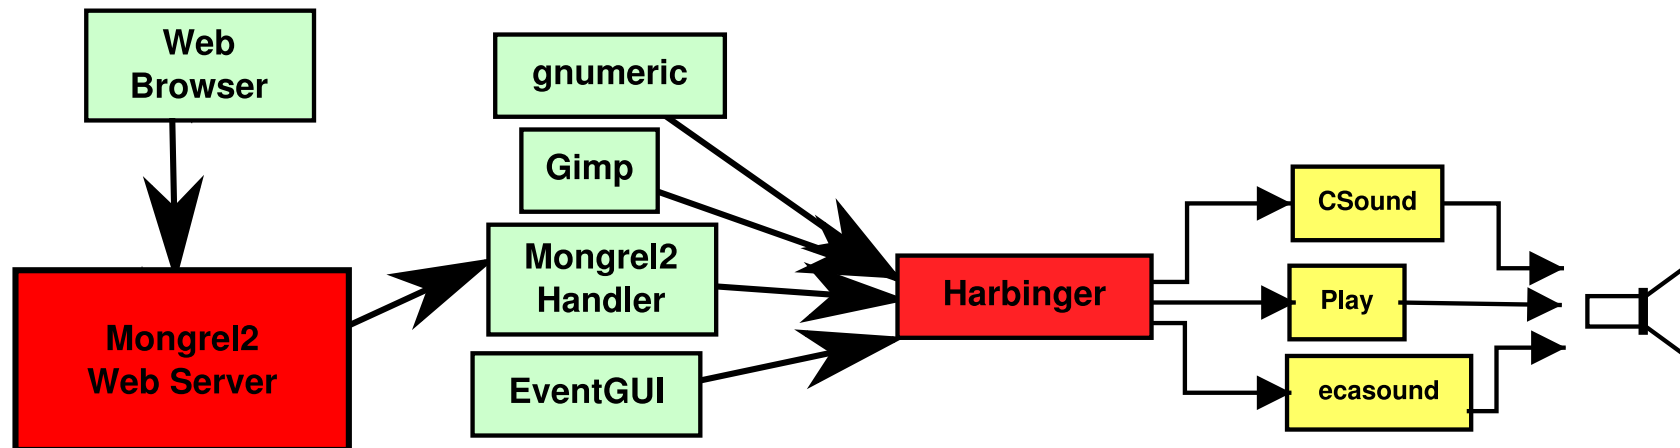 Web
Browser
Mongrel2
Web Server
gnumeric
Gimp
Mongrel2
Handler
EventGUI
Harbinger
CSound
Play
ecasound